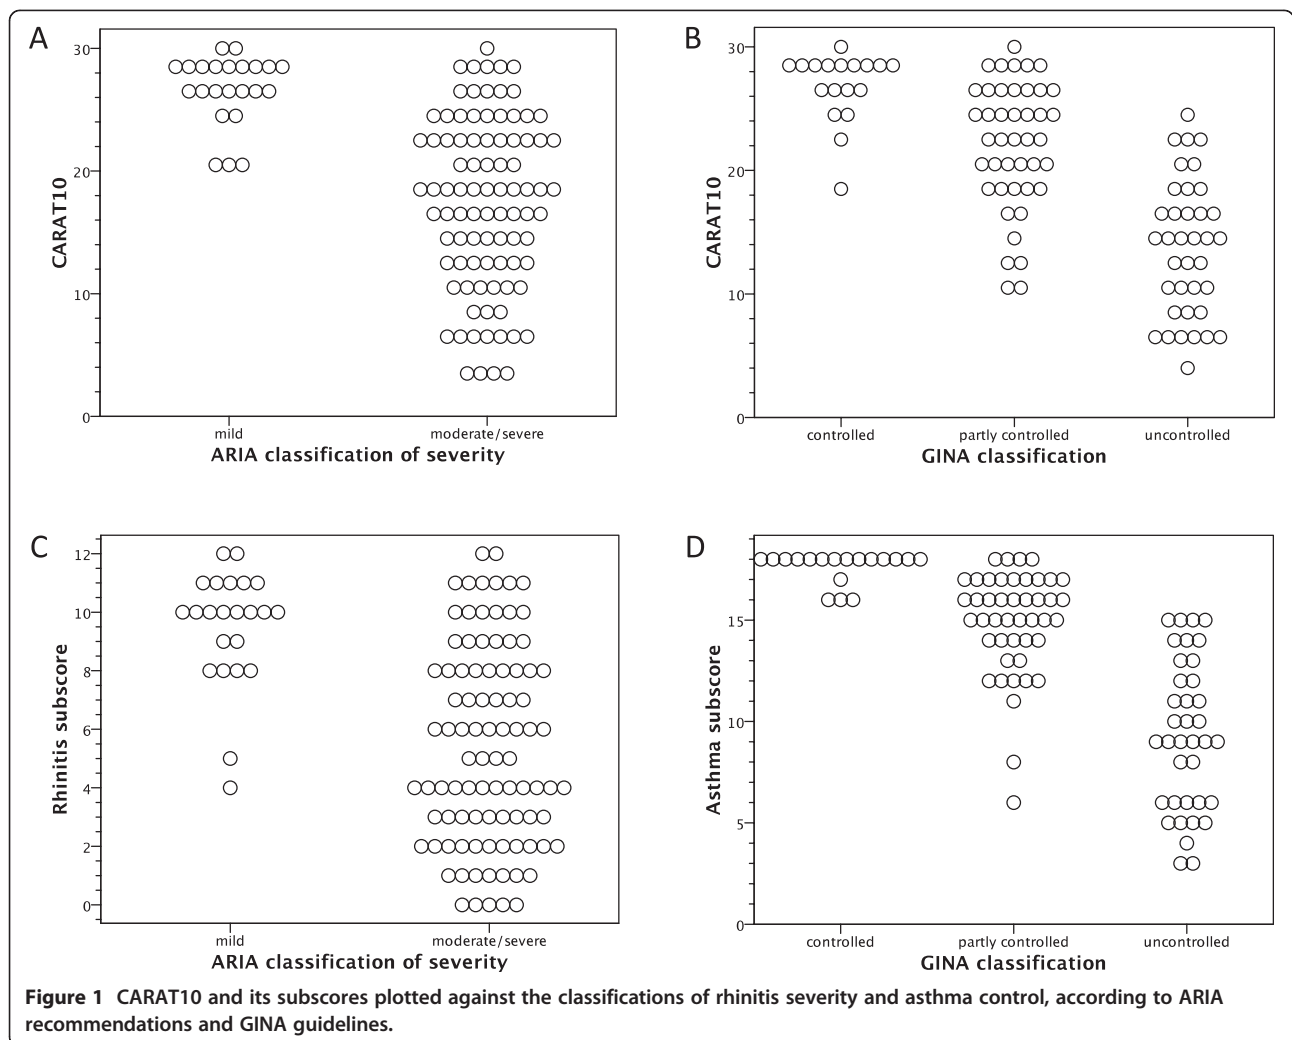 A
30
20
10
0
CARAT10
mild
moderate/severe
ARIA classification of severity
B
30
20
10
0
CARAT10
controlled
partly controlled
uncontrolled
GINA classification
C
12
10
8
6
4
2
0
Rhinitis subscore
mild
moderate/severe
ARIA classification of severity
D
15
10
5
0
Asthma subscore
controlled
partly controlled
uncontrolled
GINA classification
Figure 1 CARAT10 and its subscores plotted against the classifications of rhinitis severity and asthma control, according to ARIA
recommendations and GINA guidelines.